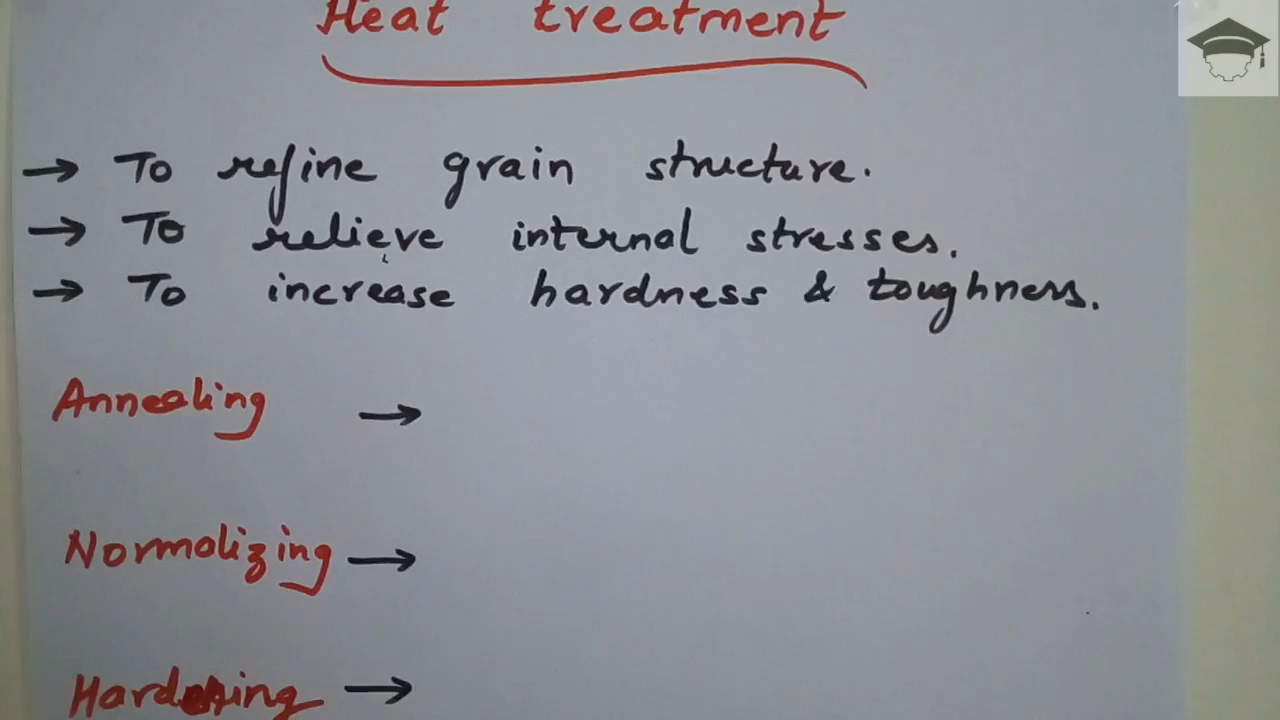 Heat treatment
→ To refine grain structure.
→ To relieve internal stresses.
→ To increase hardness & toughness.
Annealing →
Normalizing →
Hardening →